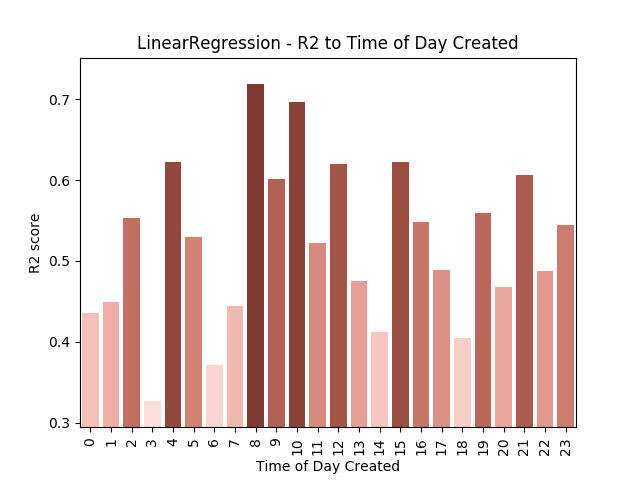 LinearRegression - R2 to Time of Day Created
0.7
0.6
0.5
0.4
0.3
R2 score
0 1 2 3 4 5 6 7 8 9 10 11 12 13 14 15 16 17 18 19 20 21 22 23
Time of Day Created